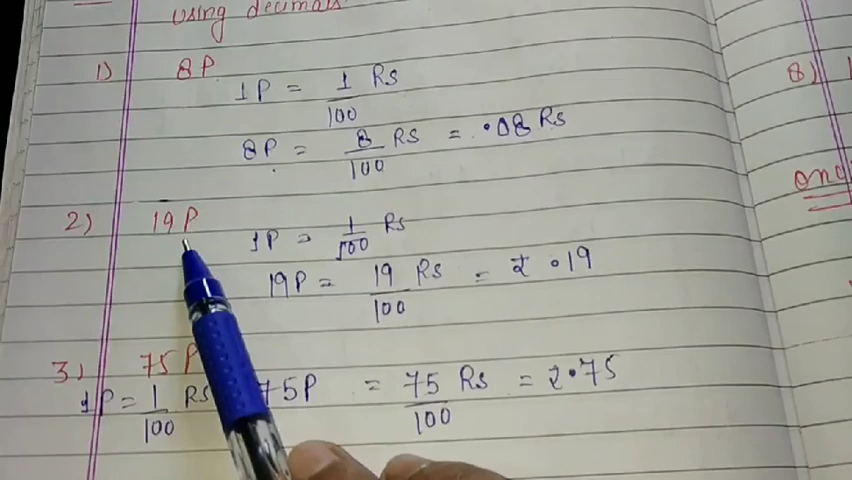 using decimals.
1) 8P
1P = 1/100 Rs
8P = 8/100 Rs = .08 Rs
2) 19P
1P = 1/100 Rs
19P = 19/100 Rs = ₹ .19
3) 75P
1P = 1/100 Rs 75P = 75/100 Rs = ₹.75
8)